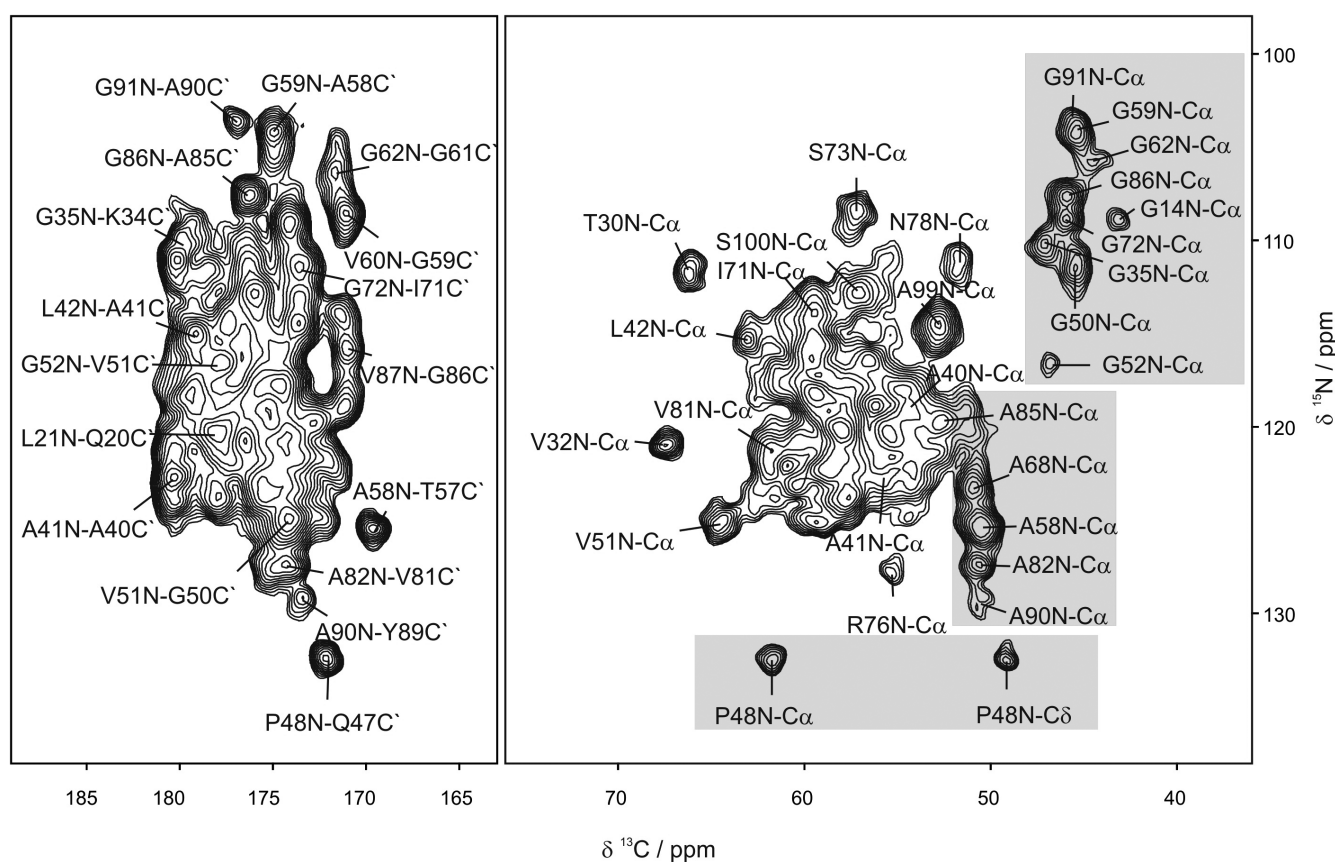 G91N-A90C`
G59N-A58C`
G86N-A85C`
G62N-G61C`
G35N-K34C`
V60N-G59C`
G72N-I71C`
L42N-A41C
G52N-V51C`
V87N-G86C`
L21N-Q20C`
A58N-T57C`
A41N-A40C`
A82N-V81C`
V51N-G50C`
A90N-Y89C`
P48N-Q47C`
185 180 175 170 165
G91N-Cα
G59N-Cα
G62N-Cα
S73N-Cα
G86N-Cα
G14N-Cα
T30N-Cα
N78N-Cα
S100N-Cα
G72N-Cα
I71N-Cα
G35N-Cα
A99N-Cα
L42N-Cα
G50N-Cα
G52N-Cα
A40N-Cα
V81N-Cα
A85N-Cα
V32N-Cα
A68N-Cα
A58N-Cα
V51N-Cα
A41N-Cα
A82N-Cα
A90N-Cα
R76N-Cα
P48N-Cα
P48N-Cδ
70 60 50 40
100
110
120
130
δ ¹⁵N / ppm
δ ¹³C / ppm